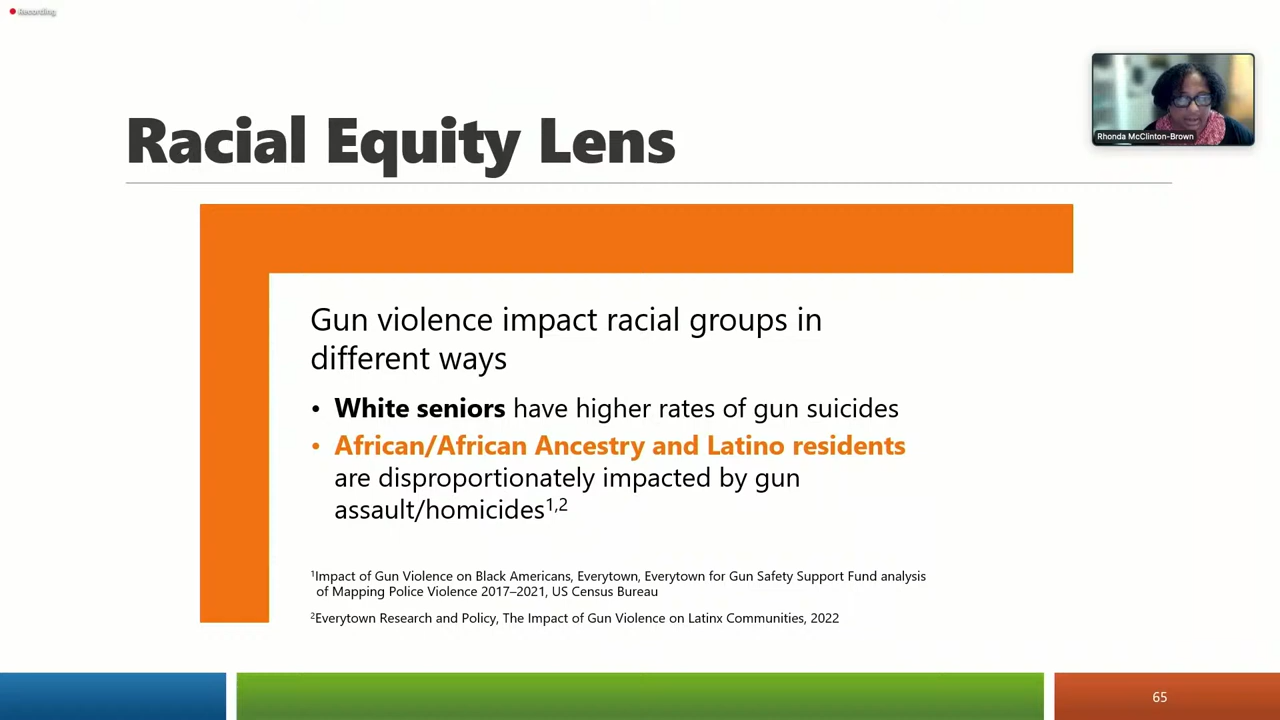 Recording
Rhonda McClinton-Brown
Racial Equity Lens
Gun violence impact racial groups in
different ways
• White seniors have higher rates of gun suicides
• African/African Ancestry and Latino residents
are disproportionately impacted by gun
assault/homicides1,2
1Impact of Gun Violence on Black Americans, Everytown, Everytown for Gun Safety Support Fund analysis
of Mapping Police Violence 2017–2021, US Census Bureau
2Everytown Research and Policy, The Impact of Gun Violence on Latinx Communities, 2022
65